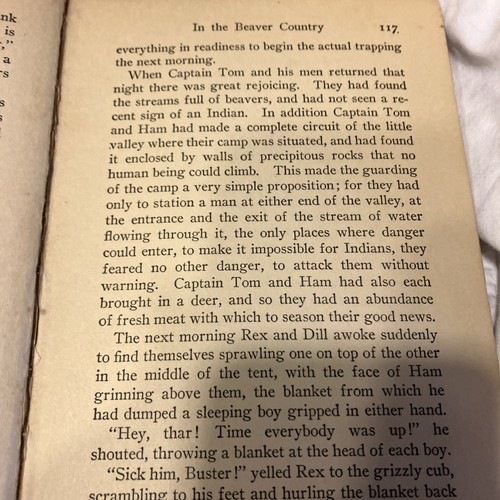 nk
is
,"
a
rs
s
s
l
In the Beaver Country 117
everything in readiness to begin the actual trapping
the next morning.
When Captain Tom and his men returned that
night there was great rejoicing. They had found
the streams full of beavers, and had not seen a re-
cent sign of an Indian. In addition Captain Tom
and Ham had made a complete circuit of the little
valley where their camp was situated, and had found
it enclosed by walls of precipitous rocks that no
human being could climb. This made the guarding
of the camp a very simple proposition; for they had
only to station a man at either end of the valley, at
the entrance and the exit of the stream of water
flowing through it, the only places where danger
could enter, to make it impossible for Indians, they
feared no other danger, to attack them without
warning. Captain Tom and Ham had also each
brought in a deer, and so they had an abundance
of fresh meat with which to season their good news.
The next morning Rex and Dill awoke suddenly
to find themselves sprawling one on top of the other
in the middle of the tent, with the face of Ham
grinning above them, the blanket from which he
had dumped a sleeping boy gripped in either hand.
"Hey, thar! Time everybody was up!" he
shouted, throwing a blanket at the head of each boy.
"Sick him, Buster!" yelled Rex to the grizzly cub,
scrambling to his feet and hurling the blanket back